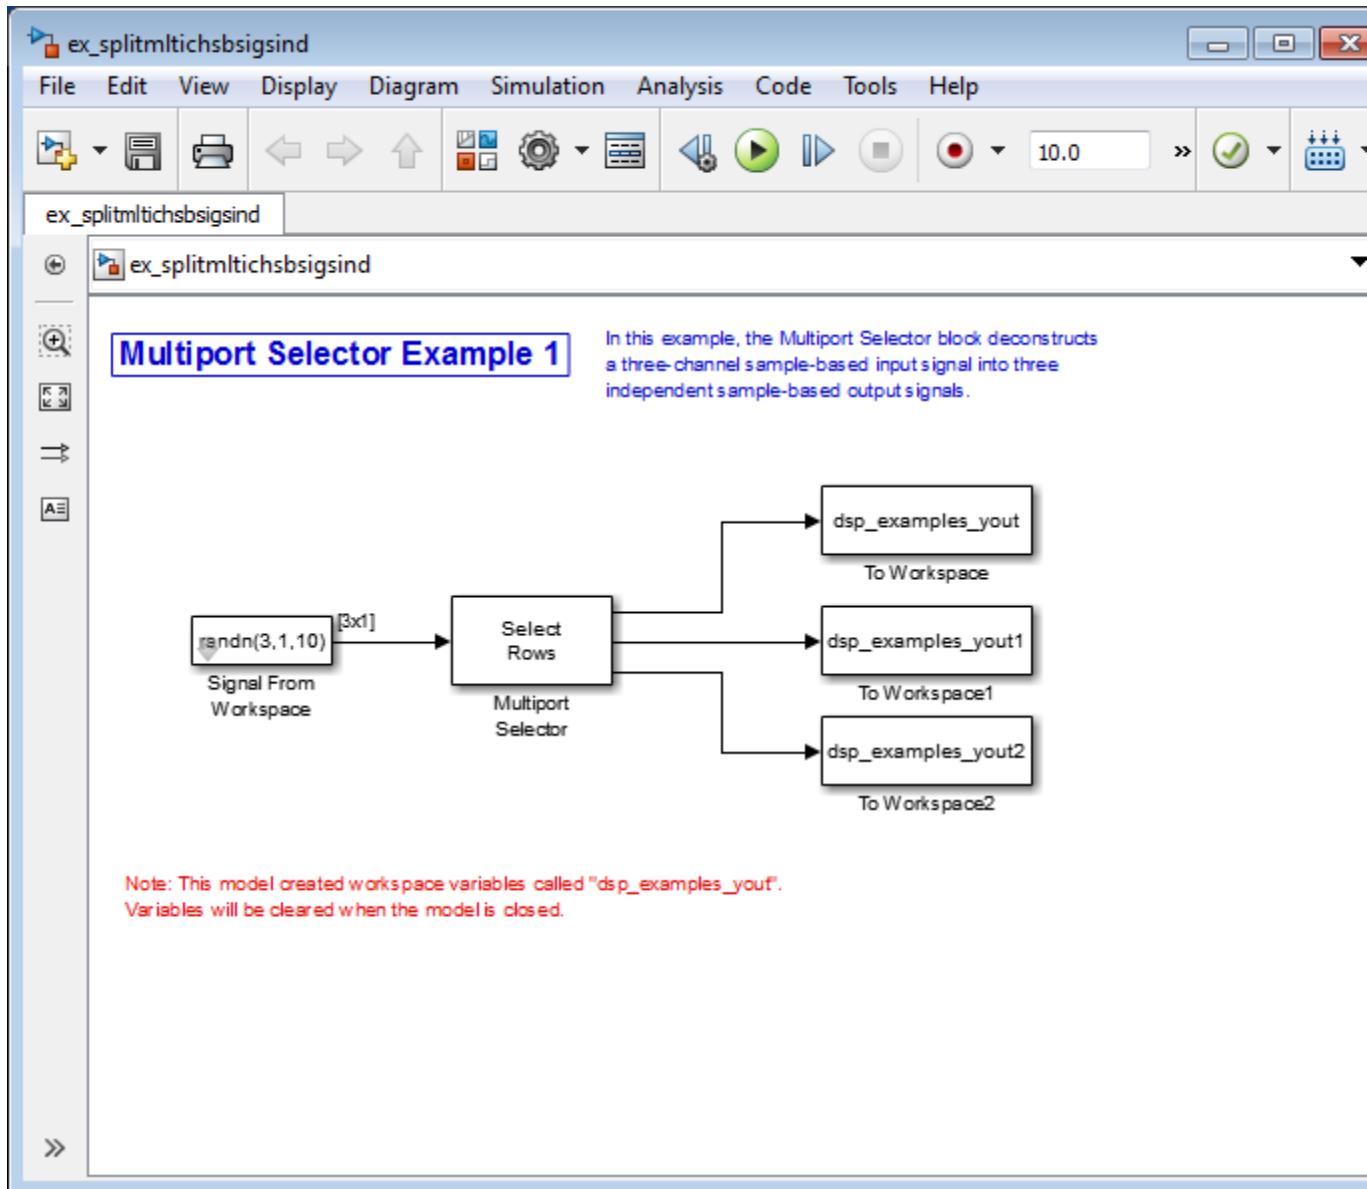 ex_splitmltichsbsigsind
File Edit View Display Diagram Simulation Analysis Code Tools Help
10.0 »
ex_splitmltichsbsigsind
ex_splitmltichsbsigsind
Multiport Selector Example 1
In this example, the Multiport Selector block deconstructs
a three-channel sample-based input signal into three
independent sample-based output signals.
dsp_examples_yout
To Workspace
randn(3,1,10)
[3x1]
Signal From
Workspace
Select
Rows
Multiport
Selector
dsp_examples_yout1
To Workspace1
dsp_examples_yout2
To Workspace2
Note: This model created workspace variables called "dsp_examples_yout".
Variables will be cleared when the model is closed.